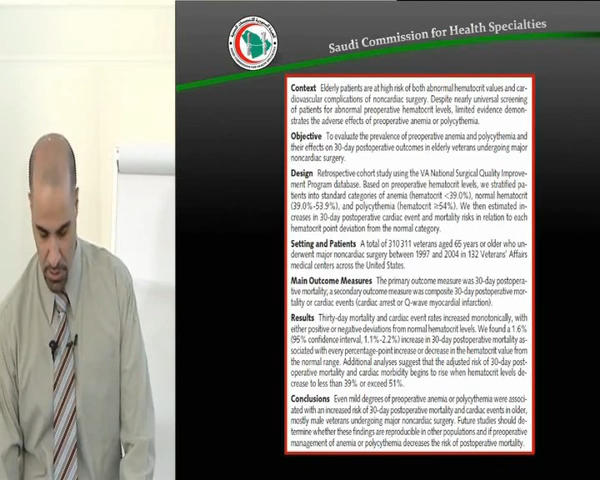 Saudi Commission for Health Specialties
Context Elderly patients are at high risk of both abnormal hematocrit values and car-
diovascular complications of noncardiac surgery. Despite nearly universal screening
of patients for abnormal preoperative hematocrit levels, limited evidence demon-
strates the adverse effects of preoperative anemia or polycythemia.
Objective To evaluate the prevalence of preoperative anemia and polycythemia and
their effects on 30-day postoperative outcomes in elderly veterans undergoing major
noncardiac surgery.
Design Retrospective cohort study using the VA National Surgical Quality Improve-
ment Program database. Based on preoperative hematocrit levels, we stratified pa-
tients into standard categories of anemia (hematocrit <39.0%), normal hematocrit
(39.0%-53.9%), and polycythemia (hematocrit ≥54%). We then estimated in-
creases in 30-day postoperative cardiac event and mortality risks in relation to each
hematocrit point deviation from the normal category.
Setting and Patients A total of 310 311 veterans aged 65 years or older who un-
derwent major noncardiac surgery between 1997 and 2004 in 132 Veterans' Affairs
medical centers across the United States.
Main Outcome Measures The primary outcome measure was 30-day postopera-
tive mortality, a secondary outcome measure was composite 30-day postoperative mor-
tality or cardiac events (cardiac arrest or Q-wave myocardial infarction).
Results Thirty-day mortality and cardiac event rates increased monotonically, with
either positive or negative deviations from normal hematocrit levels. We found a 1.6%
(95% confidence interval, 1.1%-2.2%) increase in 30-day postoperative mortality as-
sociated with every percentage-point increase or decrease in the hematocrit value from
the normal range. Additional analyses suggest that the adjusted risk of 30-day post-
operative mortality and cardiac morbidity begins to rise when hematocrit levels de-
crease to less than 39% or exceed 51%.
Conclusions Even mild degrees of preoperative anemia or polycythemia were associ-
ated with an increased risk of 30-day postoperative mortality and cardiac events in older,
mostly male veterans undergoing major noncardiac surgery. Future studies should de-
termine whether these findings are reproducible in other populations and if preoperative
management of anemia or polycythemia decreases the risk of postoperative mortality.